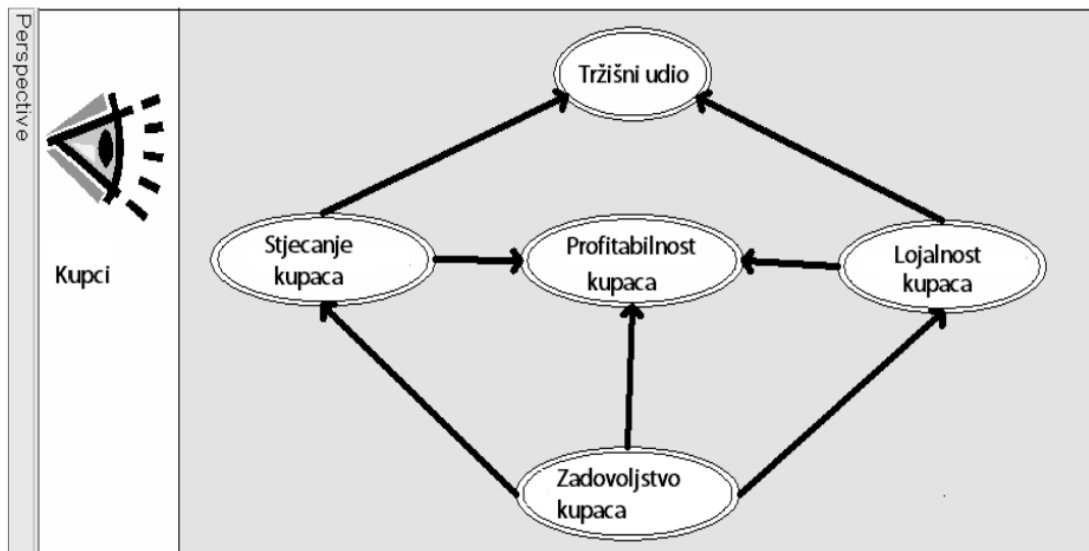 Perspective
Kupci
Tržišni udio
Stjecanje
kupaca
Profitabilnost
kupaca
Lojalnost
kupaca
Zadovoljstvo
kupaca